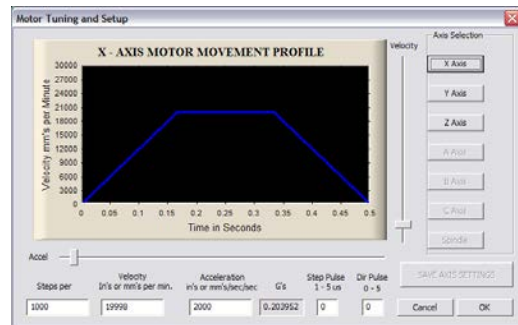 Motor Tuning and Setup
X - AXIS MOTOR MOVEMENT PROFILE
Velocity mm's per Minute
30000
27000
24000
21000
18000
15000
12000
9000
6000
3000
0 0.05 0.1 0.15 0.2 0.25 0.3 0.35 0.4 0.45 0.5
Time in Seconds
Velocity
Axis Selection
X Axis
Y Axis
Z Axis
A Axis
B Axis
C Axis
Spindle
Accel
Steps per
Velocity
In's or mm's per min.
Acceleration
in's or mm's/sec/sec
G's
Step Pulse
1 - 5 us
Dir Pulse
0 - 5
1000 19998 2000 0.203952 0 0
SAVE AXIS SETTINGS
Cancel OK